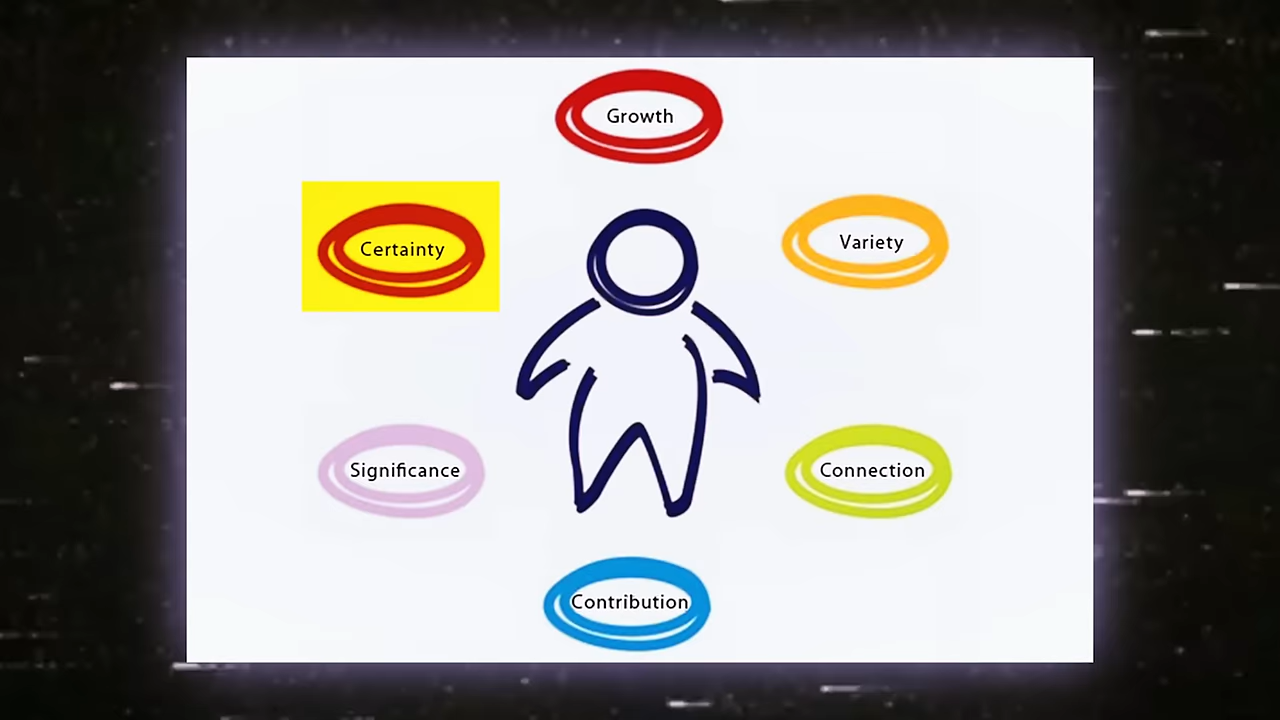 Growth
Certainty
Variety
Significance
Connection
Contribution